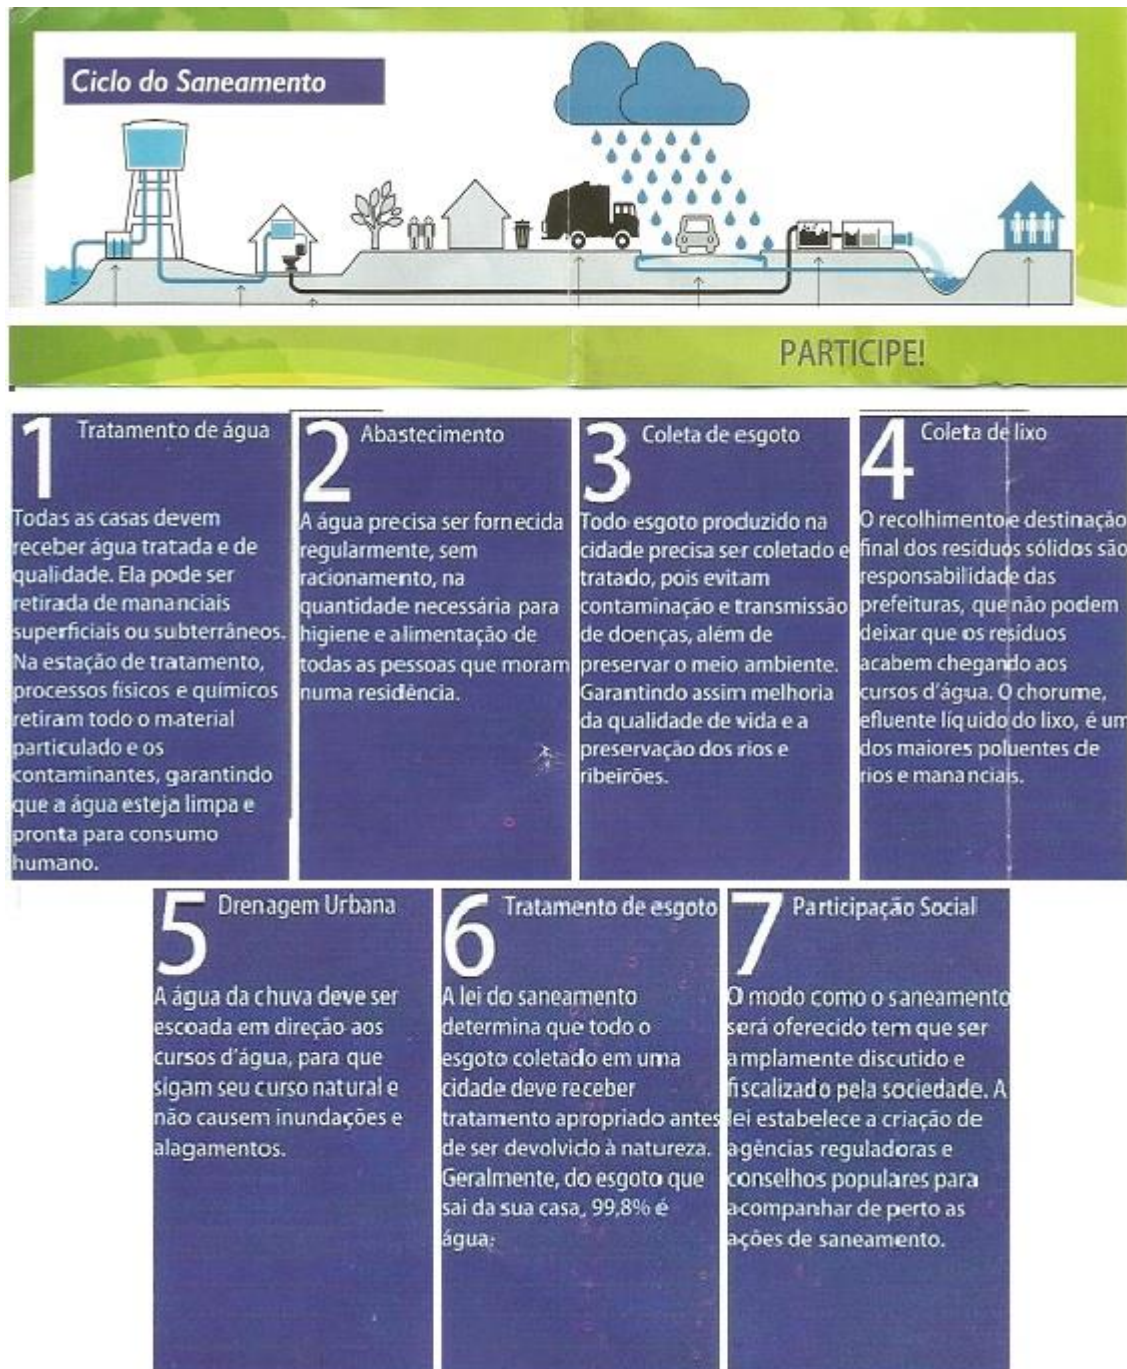 Ciclo do Saneamento
PARTICIPE!
1 Tratamento de água
Todas as casas devem
receber água tratada e de
qualidade. Ela pode ser
retirada de mananciais
superficiais ou subterrâneos.
Na estação de tratamento,
processos físicos e químicos
retiram todo o material
particulado e os
contaminantes, garantindo
que a água esteja limpa e
pronta para consumo
humano.
2 Abastecimento
A água precisa ser fornecida
regularmente, sem
racionamento, na
quantidade necessária para
higiene e alimentação de
todas as pessoas que moram
numa residência.
3 Coleta de esgoto
Todo esgoto produzido na
cidade precisa ser coletado e
tratado, pois evitam
contaminação e transmissão
de doenças, além de
preservar o meio ambiente.
Garantindo assim melhoria
da qualidade de vida e a
preservação dos rios e
ribeirões.
4 Coleta de lixo
O recolhimento e destinação
final dos resíduos sólidos são
responsabilidade das
prefeituras, que não podem
deixar que os resíduos
acabem chegando aos
cursos d'água. O chorume,
efluente líquido do lixo, é um
dos maiores poluentes de
rios e mananciais.
5 Drenagem Urbana
A água da chuva deve ser
escoada em direção aos
cursos d'água, para que
sigam seu curso natural e
não causem inundações e
alagamentos.
6 Tratamento de esgoto
A lei do saneamento
determina que todo o
esgoto coletado em uma
cidade deve receber
tratamento apropriado antes
de ser devolvido à natureza.
Geralmente, do esgoto que
sai da sua casa, 99,8% é
água.
7 Participação Social
O modo como o saneamento
será oferecido tem que ser
amplamente discutido e
fiscalizado pela sociedade. A
lei estabelece a criação de
agências reguladoras e
conselhos populares para
acompanhar de perto as
ações de saneamento.